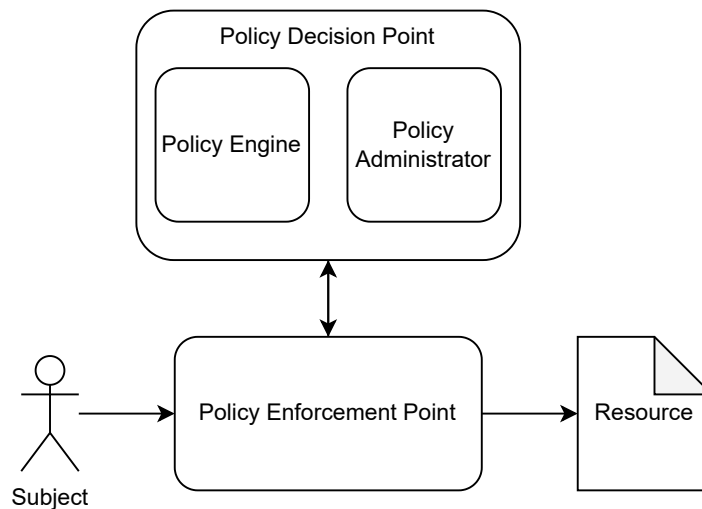 Policy Decision Point
Policy Engine
Policy
Administrator
Policy Enforcement Point
Resource
Subject